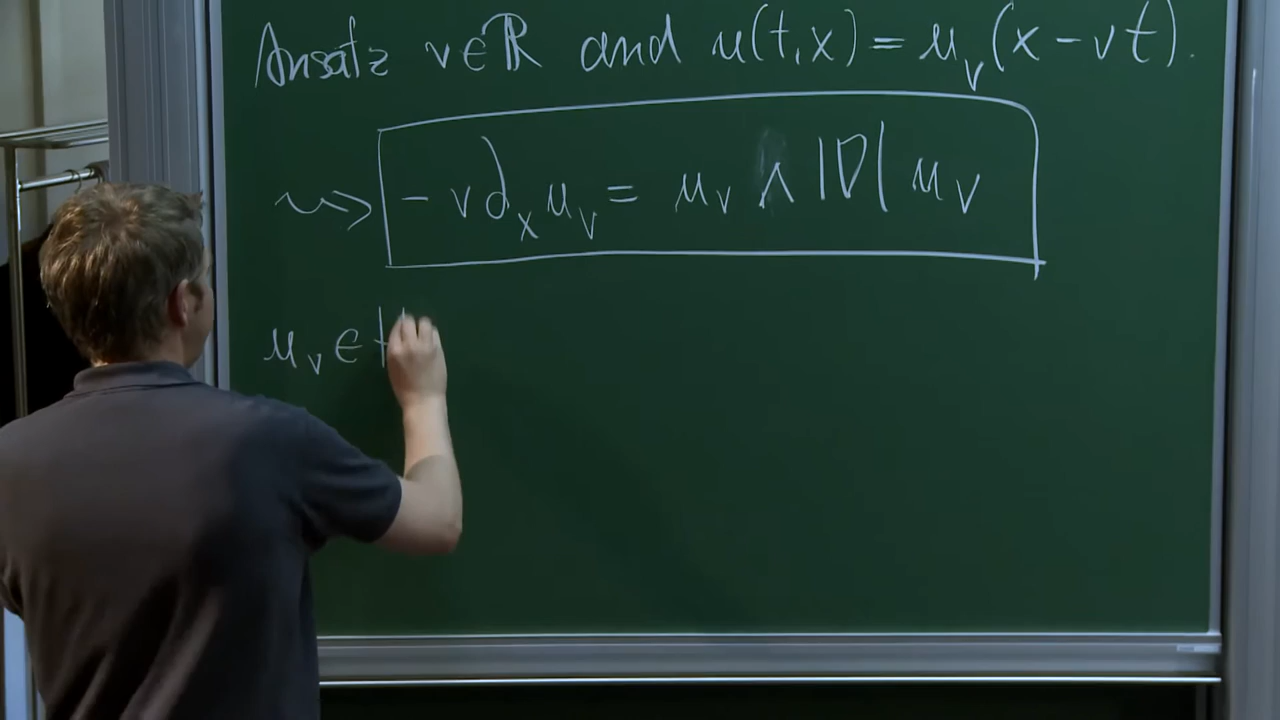 Ansatz v∈ℝ and u(t,x) = u_v(x - vt).
⇝ - v∂_x u_v = u_v ∧ |D| u_v
u_v ∈